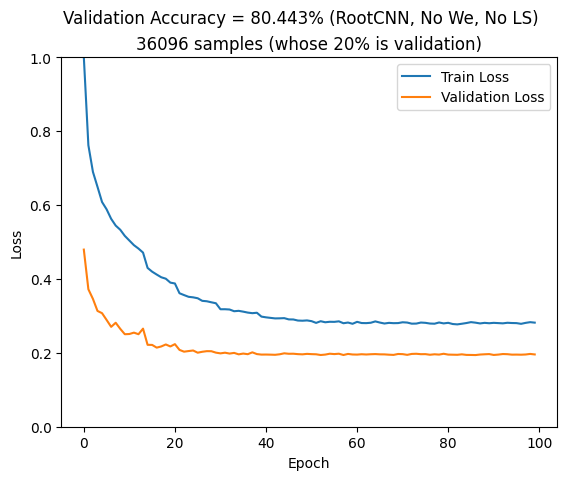 Validation Accuracy = 80.443% (RootCNN, No We, No LS)
36096 samples (whose 20% is validation)
Train Loss
Validation Loss
1.0
0.8
0.6
0.4
0.2
0.0
Loss
0
20
40
60
80
100
Epoch